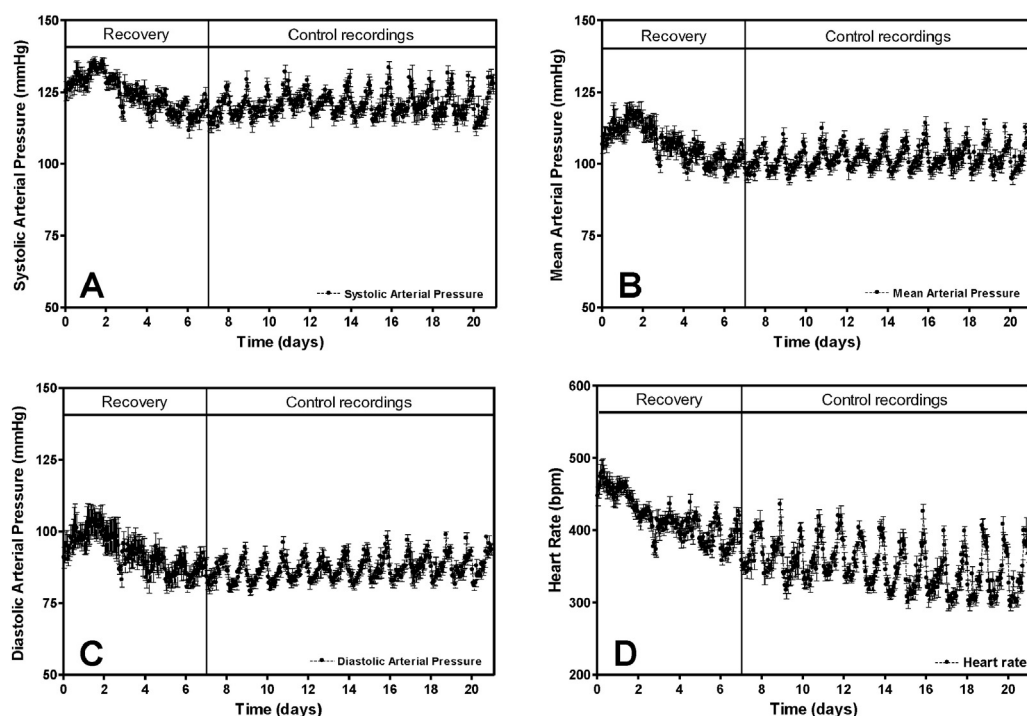 Recovery Control recordings
150
125
100
75
50
Systolic Arterial Pressure (mmHg)
A
Systolic Arterial Pressure
0 2 4 6 8 10 12 14 16 18 20
Time (days)
Recovery Control recordings
150
125
100
75
50
Mean Arterial Pressure (mmHg)
B
Mean Arterial Pressure
0 2 4 6 8 10 12 14 16 18 20
Time (days)
Recovery Control recordings
150
125
100
75
50
Diastolic Arterial Pressure (mmHg)
C
Diastolic Arterial Pressure
0 2 4 6 8 10 12 14 16 18 20
Time (days)
Recovery Control recordings
600
500
400
300
200
Heart Rate (bpm)
D
Heart rate
0 2 4 6 8 10 12 14 16 18 20
Time (days)